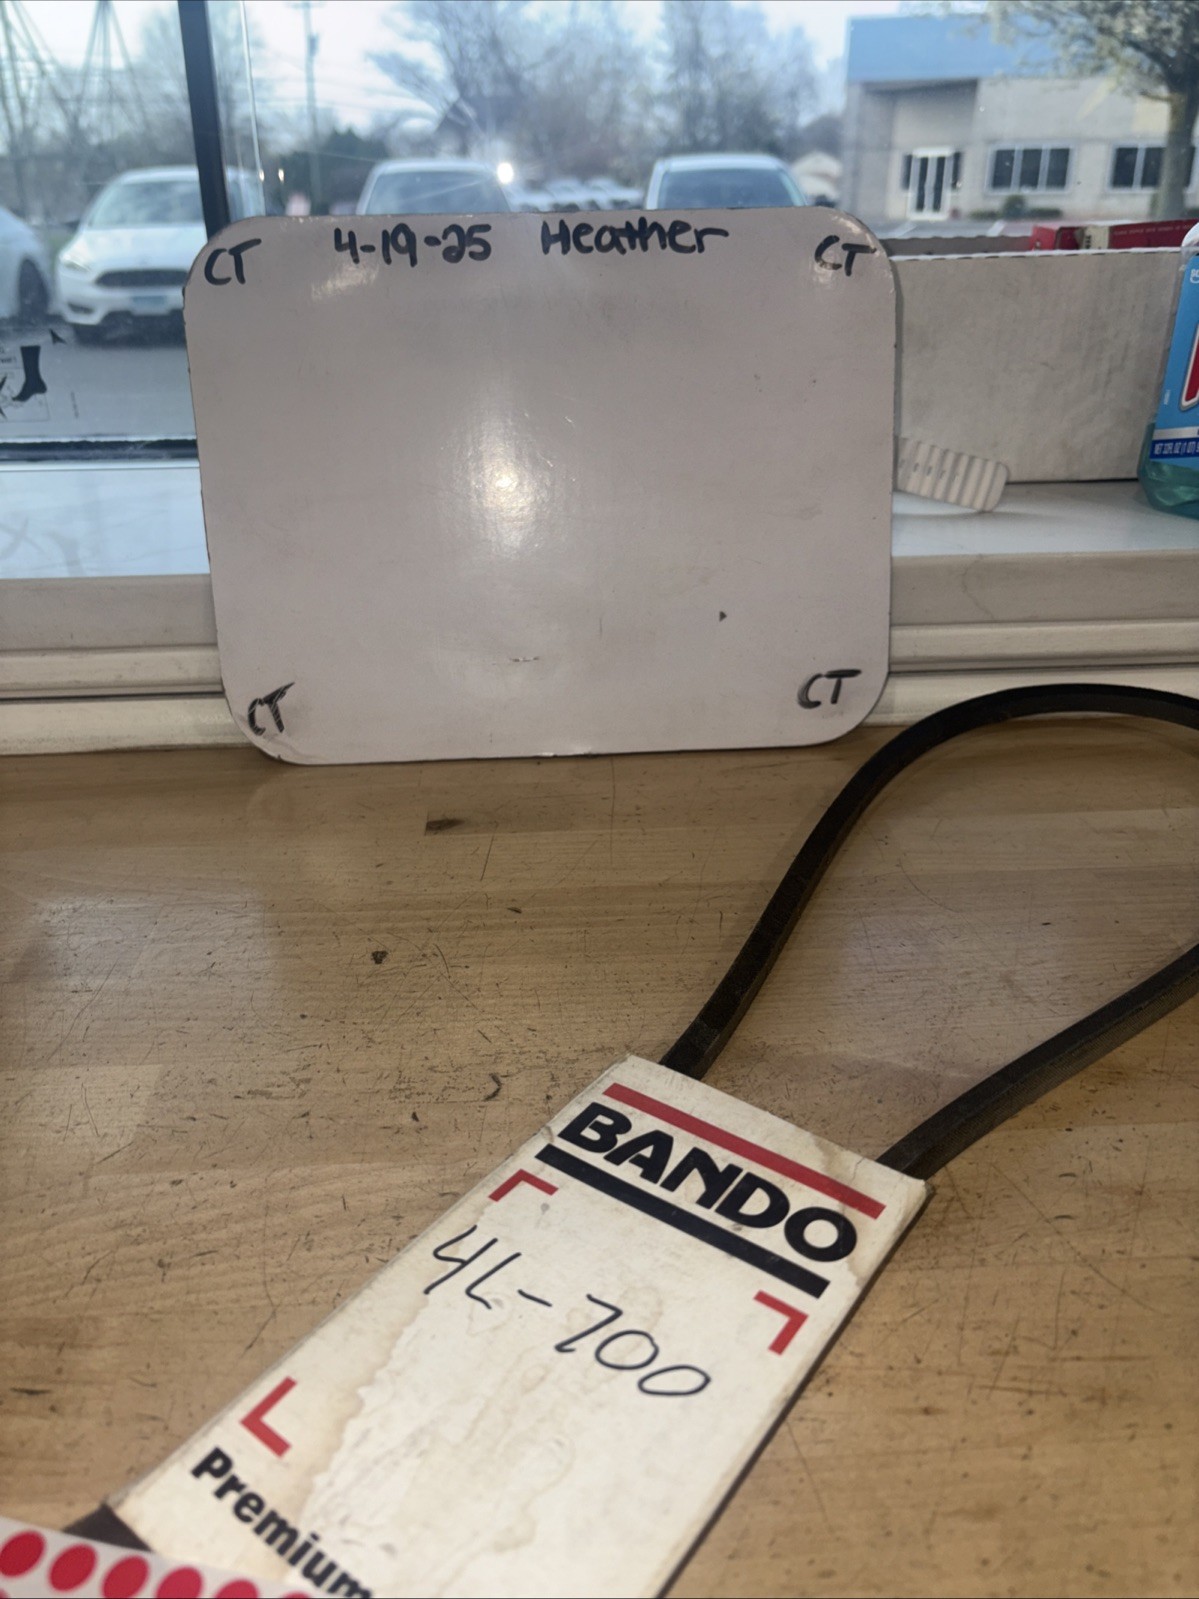 CT 4-19-25 Heather CT
CT CT
BANDO
4L-700
Premium